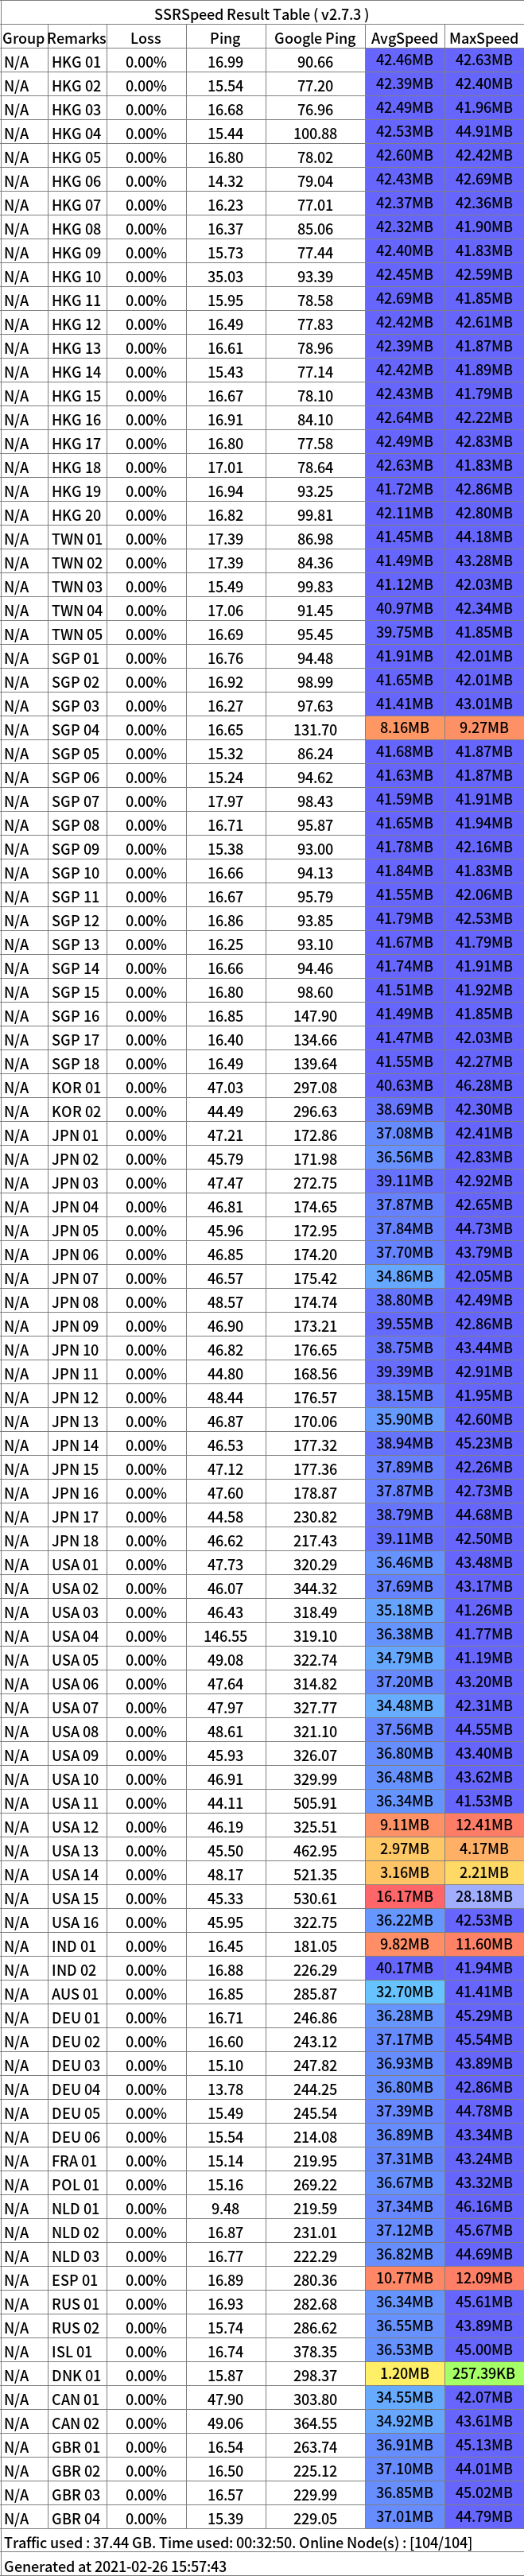 SSRSpeed Result Table ( v2.7.3 )
Group Remarks Loss Ping Google Ping AvgSpeed MaxSpeed
N/A HKG 01 0.00% 16.99 90.66 42.46MB 42.63MB
N/A HKG 02 0.00% 15.54 77.20 42.39MB 42.40MB
N/A HKG 03 0.00% 16.68 76.96 42.49MB 41.96MB
N/A HKG 04 0.00% 15.44 100.88 42.53MB 44.91MB
N/A HKG 05 0.00% 16.80 78.02 42.60MB 42.42MB
N/A HKG 06 0.00% 14.32 79.04 42.43MB 42.69MB
N/A HKG 07 0.00% 16.23 77.01 42.37MB 42.36MB
N/A HKG 08 0.00% 16.37 85.06 42.32MB 41.90MB
N/A HKG 09 0.00% 15.73 77.44 42.40MB 41.83MB
N/A HKG 10 0.00% 35.03 93.39 42.45MB 42.59MB
N/A HKG 11 0.00% 15.95 78.58 42.69MB 41.85MB
N/A HKG 12 0.00% 16.49 77.83 42.42MB 42.61MB
N/A HKG 13 0.00% 16.61 78.96 42.39MB 41.87MB
N/A HKG 14 0.00% 15.43 77.14 42.42MB 41.89MB
N/A HKG 15 0.00% 16.67 78.10 42.43MB 41.79MB
N/A HKG 16 0.00% 16.91 84.10 42.64MB 42.22MB
N/A HKG 17 0.00% 16.80 77.58 42.49MB 42.83MB
N/A HKG 18 0.00% 17.01 78.64 42.63MB 41.83MB
N/A HKG 19 0.00% 16.94 93.25 41.72MB 42.86MB
N/A HKG 20 0.00% 16.82 99.81 42.11MB 42.80MB
N/A TWN 01 0.00% 17.39 86.98 41.45MB 44.18MB
N/A TWN 02 0.00% 17.39 84.36 41.49MB 43.28MB
N/A TWN 03 0.00% 15.49 99.83 41.12MB 42.03MB
N/A TWN 04 0.00% 17.06 91.45 40.97MB 42.34MB
N/A TWN 05 0.00% 16.69 95.45 39.75MB 41.85MB
N/A SGP 01 0.00% 16.76 94.48 41.91MB 42.01MB
N/A SGP 02 0.00% 16.92 98.99 41.65MB 42.01MB
N/A SGP 03 0.00% 16.27 97.63 41.41MB 43.01MB
N/A SGP 04 0.00% 16.65 131.70 8.16MB 9.27MB
N/A SGP 05 0.00% 15.32 86.24 41.68MB 41.87MB
N/A SGP 06 0.00% 15.24 94.62 41.63MB 41.87MB
N/A SGP 07 0.00% 17.97 98.43 41.59MB 41.91MB
N/A SGP 08 0.00% 16.71 95.87 41.65MB 41.94MB
N/A SGP 09 0.00% 15.38 93.00 41.78MB 42.16MB
N/A SGP 10 0.00% 16.66 94.13 41.84MB 41.83MB
N/A SGP 11 0.00% 16.67 95.79 41.55MB 42.06MB
N/A SGP 12 0.00% 16.86 93.85 41.79MB 42.53MB
N/A SGP 13 0.00% 16.25 93.10 41.67MB 41.79MB
N/A SGP 14 0.00% 16.66 94.46 41.74MB 41.91MB
N/A SGP 15 0.00% 16.80 98.60 41.51MB 41.92MB
N/A SGP 16 0.00% 16.85 147.90 41.49MB 41.85MB
N/A SGP 17 0.00% 16.40 134.66 41.47MB 42.03MB
N/A SGP 18 0.00% 16.49 139.64 41.55MB 42.27MB
N/A KOR 01 0.00% 47.03 297.08 40.63MB 46.28MB
N/A KOR 02 0.00% 44.49 296.63 38.69MB 42.30MB
N/A JPN 01 0.00% 47.21 172.86 37.08MB 42.41MB
N/A JPN 02 0.00% 45.79 171.98 36.56MB 42.83MB
N/A JPN 03 0.00% 47.47 272.75 39.11MB 42.92MB
N/A JPN 04 0.00% 46.81 174.65 37.87MB 42.65MB
N/A JPN 05 0.00% 45.96 172.95 37.84MB 44.73MB
N/A JPN 06 0.00% 46.85 174.20 37.70MB 43.79MB
N/A JPN 07 0.00% 46.57 175.42 34.86MB 42.05MB
N/A JPN 08 0.00% 48.57 174.74 38.80MB 42.49MB
N/A JPN 09 0.00% 46.90 173.21 39.55MB 42.86MB
N/A JPN 10 0.00% 46.82 176.65 38.75MB 43.44MB
N/A JPN 11 0.00% 44.80 168.56 39.39MB 42.91MB
N/A JPN 12 0.00% 48.44 176.57 38.15MB 41.95MB
N/A JPN 13 0.00% 46.87 170.06 35.90MB 42.60MB
N/A JPN 14 0.00% 46.53 177.32 38.94MB 45.23MB
N/A JPN 15 0.00% 47.12 177.36 37.89MB 42.26MB
N/A JPN 16 0.00% 47.60 178.87 37.87MB 42.73MB
N/A JPN 17 0.00% 44.58 230.82 38.79MB 44.68MB
N/A JPN 18 0.00% 46.62 217.43 39.11MB 42.50MB
N/A USA 01 0.00% 47.73 320.29 36.46MB 43.48MB
N/A USA 02 0.00% 46.07 344.32 37.69MB 43.17MB
N/A USA 03 0.00% 46.43 318.49 35.18MB 41.26MB
N/A USA 04 0.00% 146.55 319.10 36.38MB 41.77MB
N/A USA 05 0.00% 49.08 322.74 34.79MB 41.19MB
N/A USA 06 0.00% 47.64 314.82 37.20MB 43.20MB
N/A USA 07 0.00% 47.97 327.77 34.48MB 42.31MB
N/A USA 08 0.00% 48.61 321.10 37.56MB 44.55MB
N/A USA 09 0.00% 45.93 326.07 36.80MB 43.40MB
N/A USA 10 0.00% 46.91 329.99 36.48MB 43.62MB
N/A USA 11 0.00% 44.11 505.91 36.34MB 41.53MB
N/A USA 12 0.00% 46.19 325.51 9.11MB 12.41MB
N/A USA 13 0.00% 45.50 462.95 2.97MB 4.17MB
N/A USA 14 0.00% 48.17 521.35 3.16MB 2.21MB
N/A USA 15 0.00% 45.33 530.61 16.17MB 28.18MB
N/A USA 16 0.00% 45.95 322.75 36.22MB 42.53MB
N/A IND 01 0.00% 16.45 181.05 9.82MB 11.60MB
N/A IND 02 0.00% 16.88 226.29 40.17MB 41.94MB
N/A AUS 01 0.00% 16.85 285.87 32.70MB 41.41MB
N/A DEU 01 0.00% 16.71 246.86 36.28MB 45.29MB
N/A DEU 02 0.00% 16.60 243.12 37.17MB 45.54MB
N/A DEU 03 0.00% 15.10 247.82 36.93MB 43.89MB
N/A DEU 04 0.00% 13.78 244.25 36.80MB 42.86MB
N/A DEU 05 0.00% 15.49 245.54 37.39MB 44.78MB
N/A DEU 06 0.00% 15.54 214.08 36.89MB 43.34MB
N/A FRA 01 0.00% 15.14 219.95 37.31MB 43.24MB
N/A POL 01 0.00% 15.16 269.22 36.67MB 43.32MB
N/A NLD 01 0.00% 9.48 219.59 37.34MB 46.16MB
N/A NLD 02 0.00% 16.87 231.01 37.12MB 45.67MB
N/A NLD 03 0.00% 16.77 222.29 36.82MB 44.69MB
N/A ESP 01 0.00% 16.89 280.36 10.77MB 12.09MB
N/A RUS 01 0.00% 16.93 282.68 36.34MB 45.61MB
N/A RUS 02 0.00% 15.74 286.62 36.55MB 43.89MB
N/A ISL 01 0.00% 16.74 378.35 36.53MB 45.00MB
N/A DNK 01 0.00% 15.87 298.37 1.20MB 257.39KB
N/A CAN 01 0.00% 47.90 303.80 34.55MB 42.07MB
N/A CAN 02 0.00% 49.06 364.55 34.92MB 43.61MB
N/A GBR 01 0.00% 16.54 263.74 36.91MB 45.13MB
N/A GBR 02 0.00% 16.50 225.12 37.10MB 44.01MB
N/A GBR 03 0.00% 16.57 229.99 36.85MB 45.02MB
N/A GBR 04 0.00% 15.39 229.05 37.01MB 44.79MB
Traffic used : 37.44 GB. Time used: 00:32:50. Online Node(s) : [104/104]
Generated at 2021-02-26 15:57:43